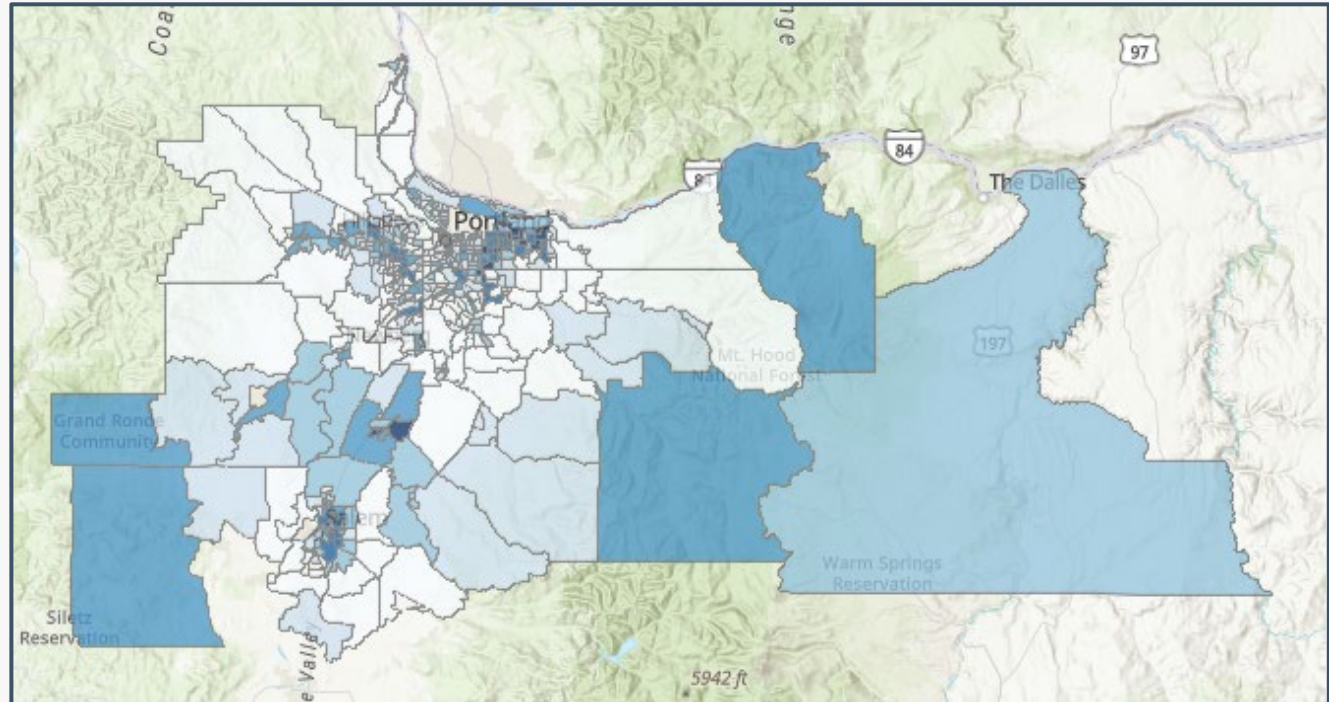 Coa
nge
97
84
84
The Dalles
Portland
197
Mt. Hood
National Forest
Grand Ronde
Community
Salem
Warm Springs
Reservation
Siletz
Reservation
e Valley
5942 ft